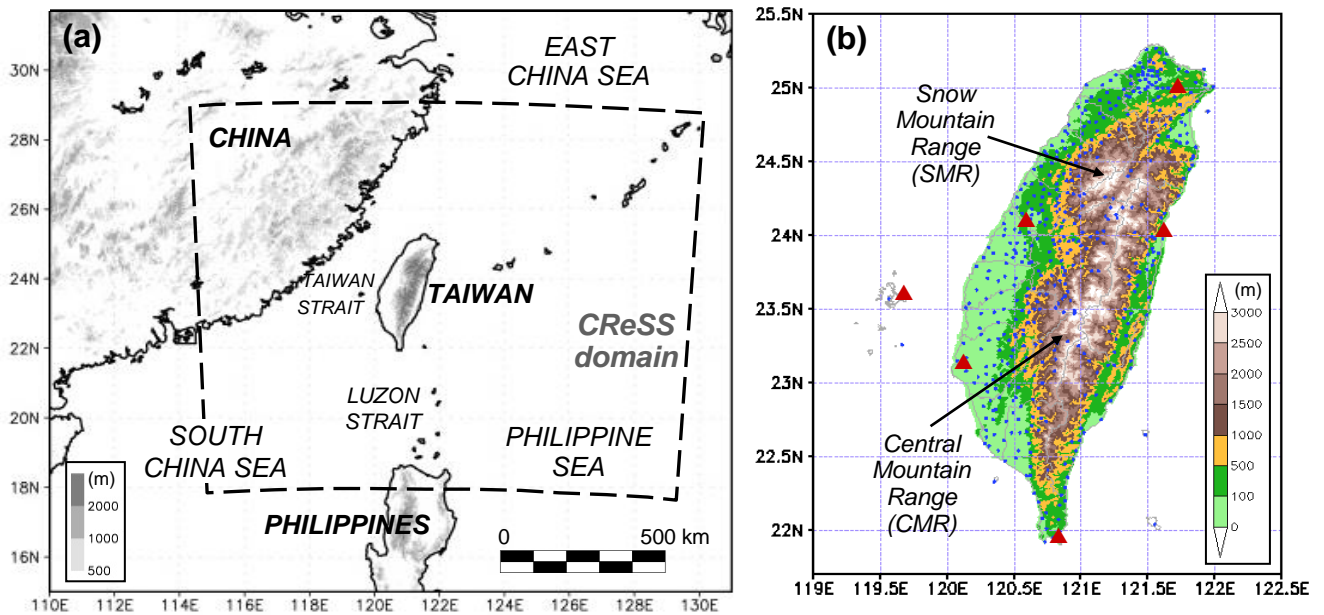 (a)
EAST
CHINA SEA
CHINA
TAIWAN
STRAIT
TAIWAN
CReSS
domain
LUZON
STRAIT
SOUTH
CHINA SEA
PHILIPPINE
SEA
PHILIPPINES
0 500 km
(m)
2000
1000
500
30N
28N
26N
24N
22N
20N
18N
16N
110E 112E 114E 116E 118E 120E 122E 124E 126E 128E 130E
(b)
Snow
Mountain
Range
(SMR)
Central
Mountain
Range
(CMR)
(m)
3000
2500
2000
1500
1000
500
100
0
25.5N
25N
24.5N
24N
23.5N
23N
22.5N
22N
119E 119.5E 120E 120.5E 121E 121.5E 122E 122.5E